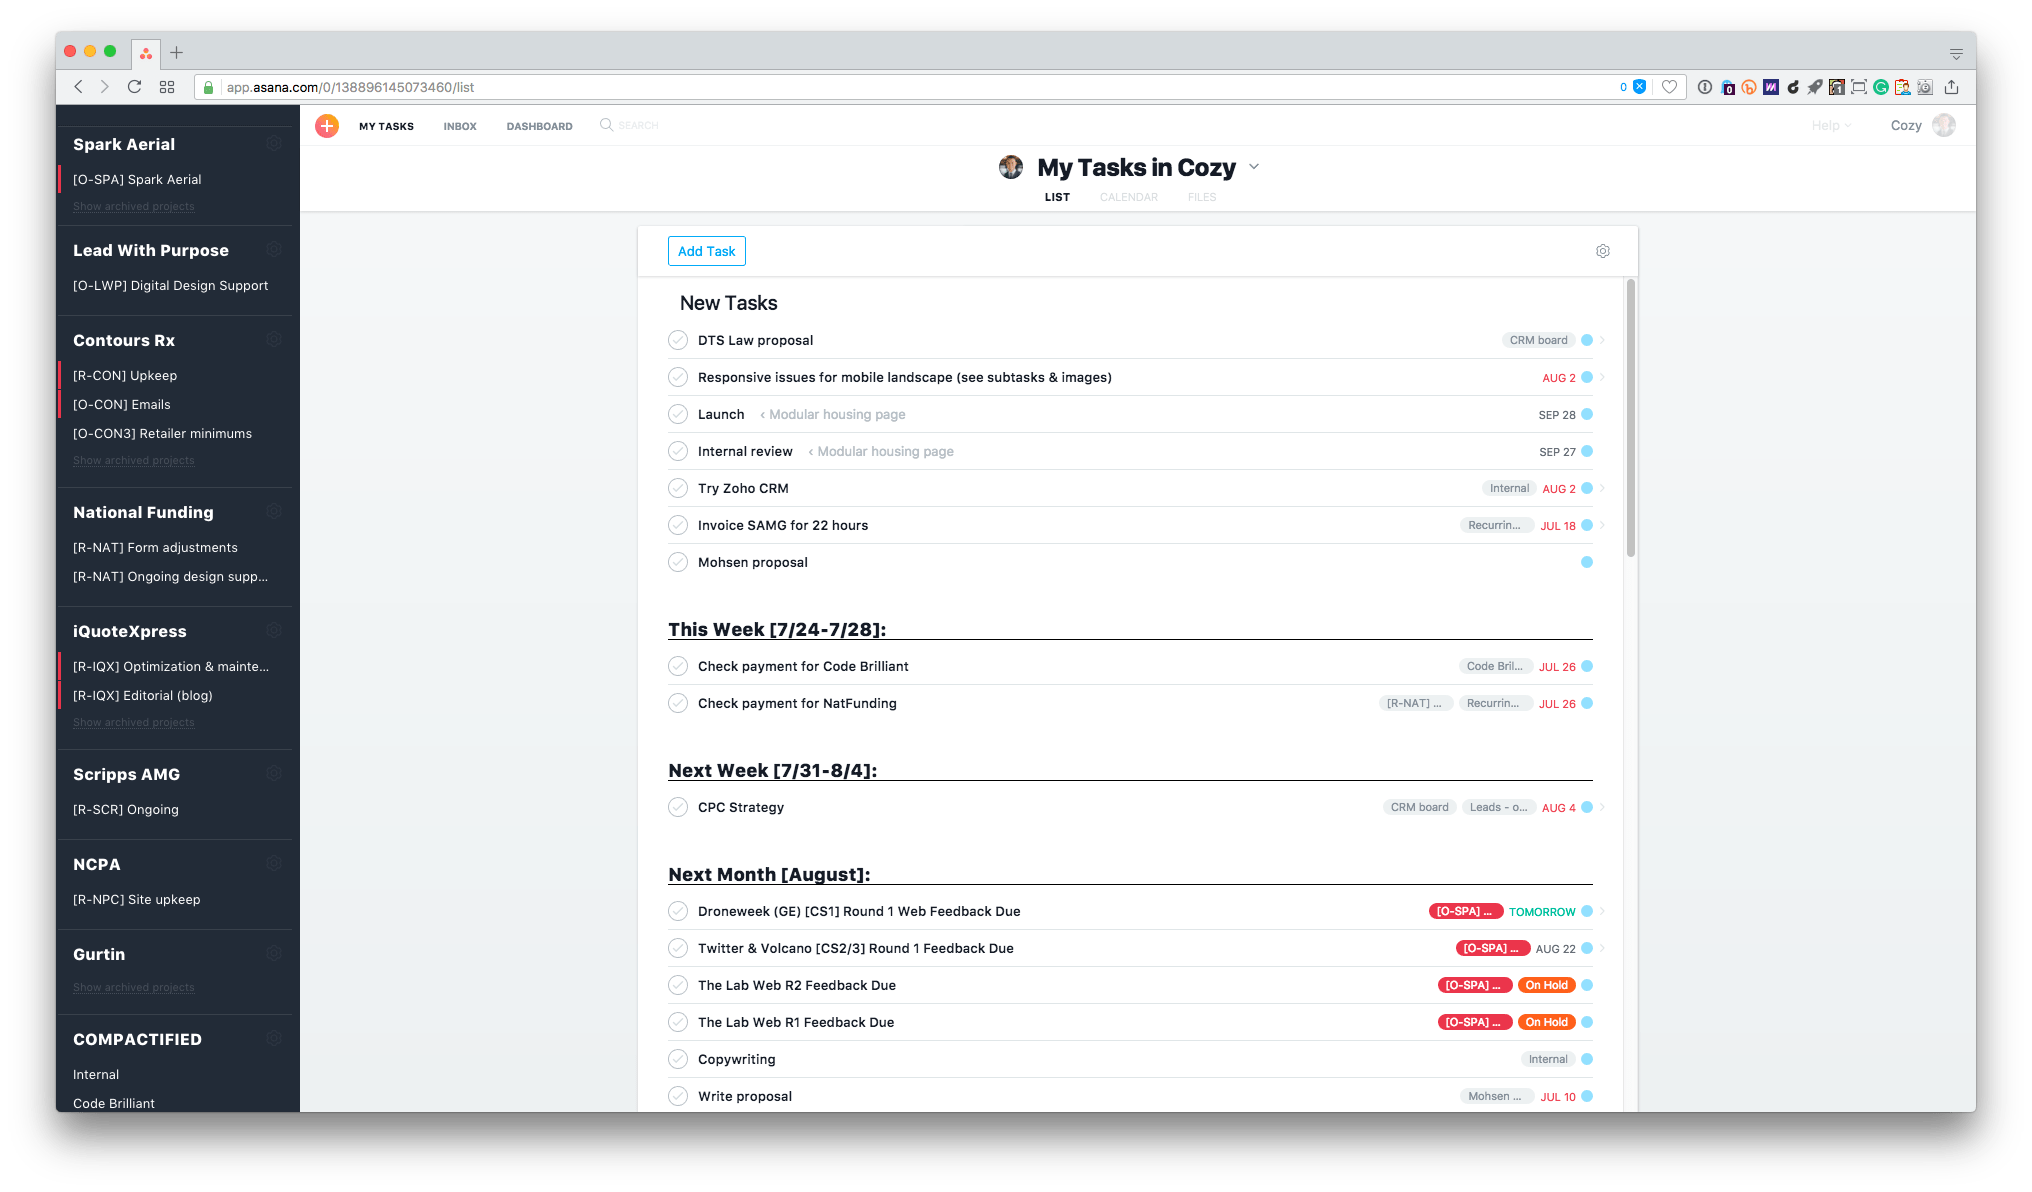 app.asana.com/0/138896145073460/list
0
MY TASKS INBOX DASHBOARD SEARCH
Help
Cozy
My Tasks in Cozy
LIST CALENDAR FILES
Spark Aerial
[O-SPA] Spark Aerial
Show archived projects
Lead With Purpose
[O-LWP] Digital Design Support
Contours Rx
[R-CON] Upkeep
[O-CON] Emails
[O-CON3] Retailer minimums
Show archived projects
National Funding
[R-NAT] Form adjustments
[R-NAT] Ongoing design supp...
iQuoteXpress
[R-IQX] Optimization & mainte...
[R-IQX] Editorial (blog)
Show archived projects
Scripps AMG
[R-SCR] Ongoing
NCPA
[R-NPC] Site upkeep
Gurtin
Show archived projects
COMPACTIFIED
Internal
Code Brilliant
Add Task
New Tasks
DTS Law proposal CRM board
Responsive issues for mobile landscape (see subtasks & images) AUG 2
Launch ‹ Modular housing page SEP 28
Internal review ‹ Modular housing page SEP 27
Try Zoho CRM Internal AUG 2
Invoice SAMG for 22 hours Recurrin... JUL 18
Mohsen proposal
This Week [7/24-7/28]:
Check payment for Code Brilliant Code Bril... JUL 26
Check payment for NatFunding [R-NAT] ... Recurrin... JUL 26
Next Week [7/31-8/4]:
CPC Strategy CRM board Leads - o... AUG 4
Next Month [August]:
Droneweek (GE) [CS1] Round 1 Web Feedback Due [O-SPA] ... TOMORROW
Twitter & Volcano [CS2/3] Round 1 Feedback Due [O-SPA] ... AUG 22
The Lab Web R2 Feedback Due [O-SPA] ... On Hold
The Lab Web R1 Feedback Due [O-SPA] ... On Hold
Copywriting Internal
Write proposal Mohsen ... JUL 10